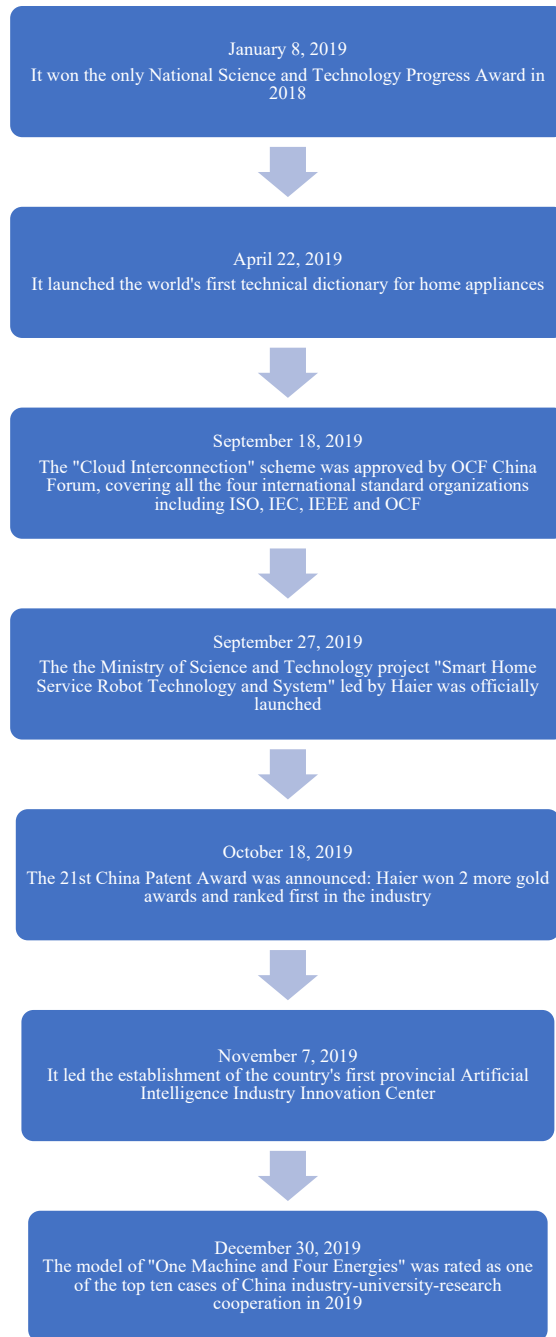 January 8, 2019
It won the only National Science and Technology Progress Award in
2018
April 22, 2019
It launched the world's first technical dictionary for home appliances
September 18, 2019
The "Cloud Interconnection" scheme was approved by OCF China
Forum, covering all the four international standard organizations
including ISO, IEC, IEEE and OCF
September 27, 2019
The the Ministry of Science and Technology project "Smart Home
Service Robot Technology and System" led by Haier was officially
launched
October 18, 2019
The 21st China Patent Award was announced: Haier won 2 more gold
awards and ranked first in the industry
November 7, 2019
It led the establishment of the country's first provincial Artificial
Intelligence Industry Innovation Center
December 30, 2019
The model of "One Machine and Four Energies" was rated as one
of the top ten cases of China industry-university-research
cooperation in 2019